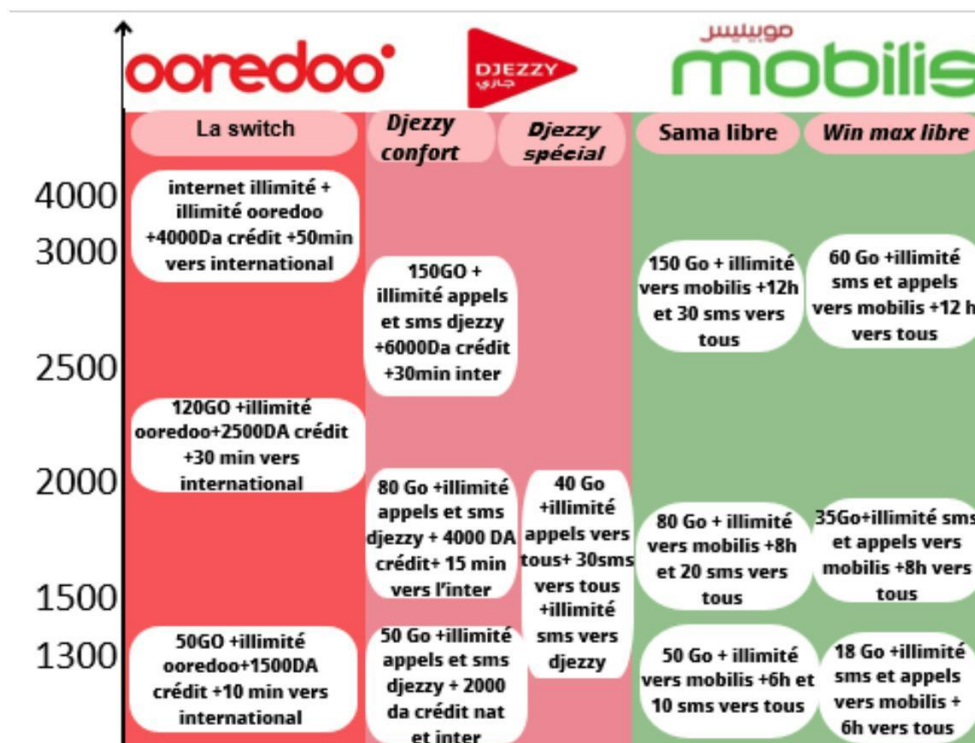 ooredoo
DJEZZY
جازي
موبيليس
mobilis
La switch
Djezzy
confort
Djezzy
spécial
Sama libre
Win max libre
4000
3000
2500
2000
1500
1300
internet illimité +
illimité ooredoo
+4000Da crédit +50min
vers international
120GO +illimité
ooredoo+2500DA crédit
+30 min vers
international
50GO +illimité
ooredoo+1500DA
crédit +10 min vers
international
150GO +
illimité appels
et sms djezzy
+6000Da crédit
+30min inter
80 Go +illimité
appels et sms
djezzy + 4000 DA
crédit+ 15 min
vers l'inter
50 Go +illimité
appels et sms
djezzy + 2000
da crédit nat
et inter
40 Go
+illimité
appels vers
tous+ 30sms
vers tous
+illimité
sms vers
djezzy
150 Go + illimité
vers mobilis +12h
et 30 sms vers
tous
80 Go + illimité
vers mobilis +8h
et 20 sms vers
tous
50 Go + illimité
vers mobilis +6h et
10 sms vers tous
60 Go +illimité
sms et appels
vers mobilis +12 h
vers tous
35Go+illimité sms
et appels vers
mobilis +8h vers
tous
18 Go +illimité
sms et appels
vers mobilis +
6h vers tous